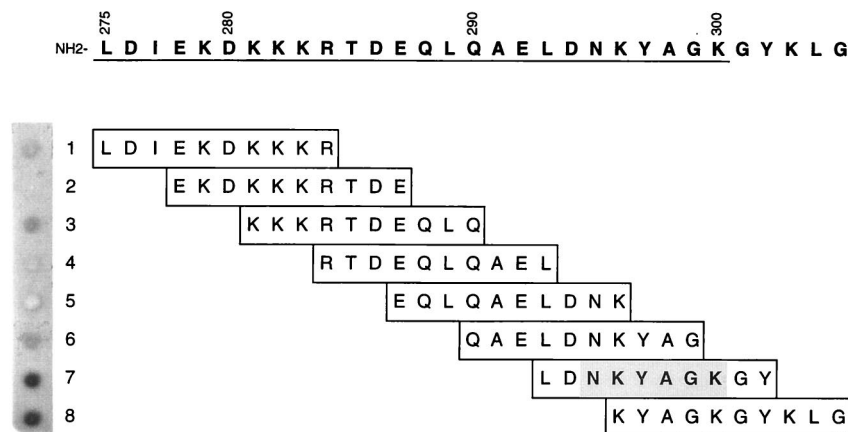 275 280 290 300
NH2- L D I E K D K K K R T D E Q L Q A E L D N K Y A G K G Y K L G
1 L D I E K D K K K R
2 E K D K K K R T D E
3 K K K R T D E Q L Q
4 R T D E Q L Q A E L
5 E Q L Q A E L D N K
6 Q A E L D N K Y A G
7 L D N K Y A G K G Y
8 K Y A G K G Y K L G